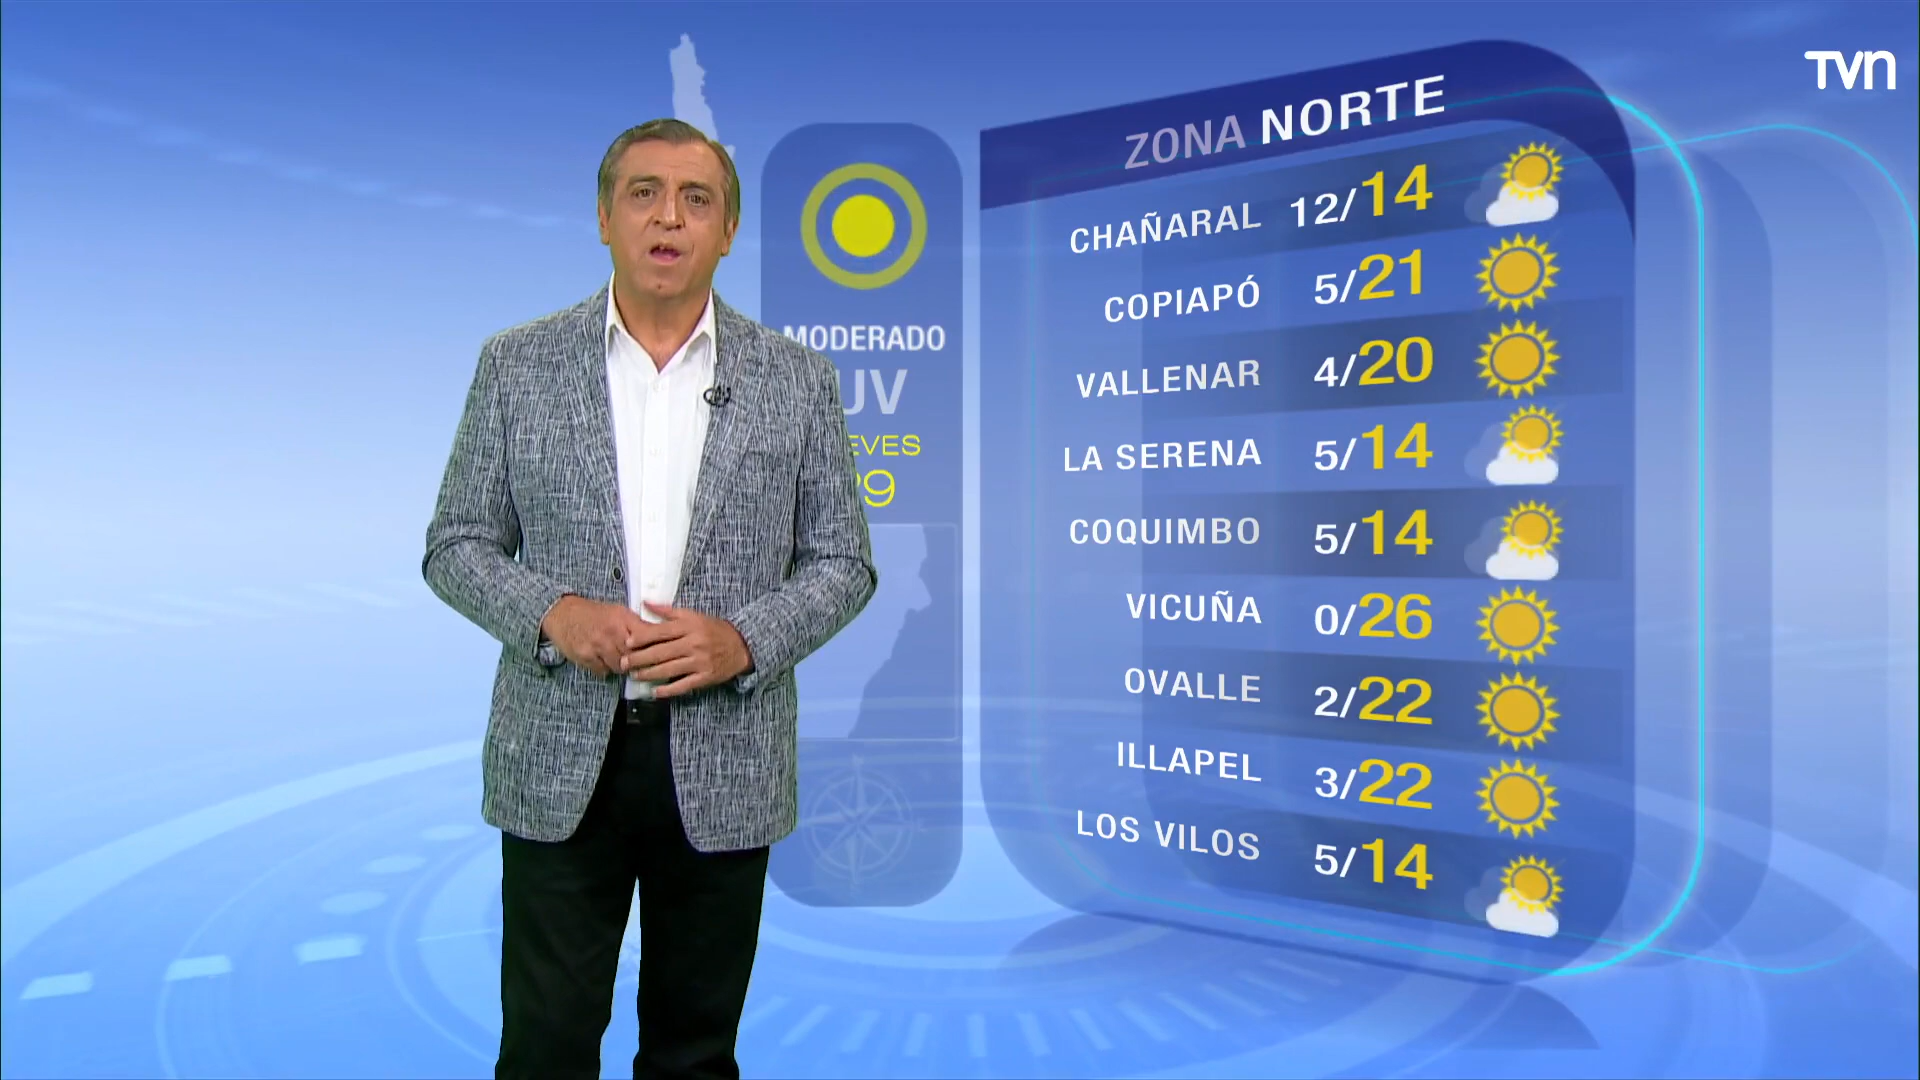 TVN
ZONA NORTE
CHAÑARAL 12/14
COPIAPÓ 5/21
VALLENAR 4/20
LA SERENA 5/14
COQUIMBO 5/14
VICUÑA 0/26
OVALLE 2/22
ILLAPEL 3/22
LOS VILOS 5/14
MODERADO
UV